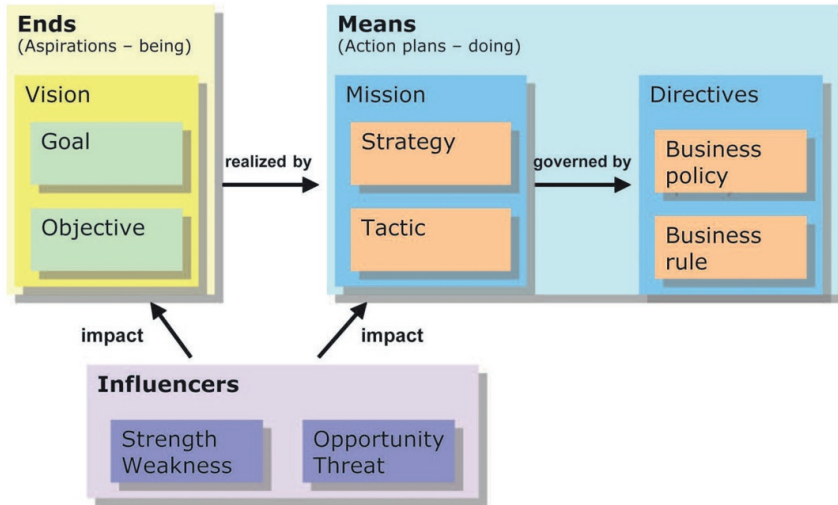 Ends
(Aspirations – being)
Vision
Goal
Objective
realized by
Means
(Action plans – doing)
Mission
Strategy
Tactic
governed by
Directives
Business
policy
Business
rule
impact
impact
Influencers
Strength
Weakness
Opportunity
Threat